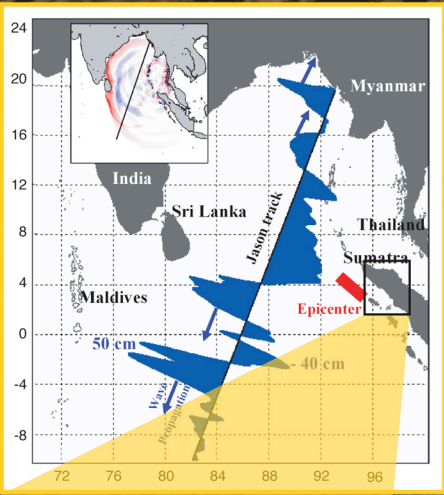 24
20
16
12
8
4
0
-4
-8
Myanmar
India
Sri Lanka
Jason track
Thailand
Sumatra
Maldives
Epicenter
50 cm
- 40 cm
Wave
Propagation
72
76
80
84
88
92
96